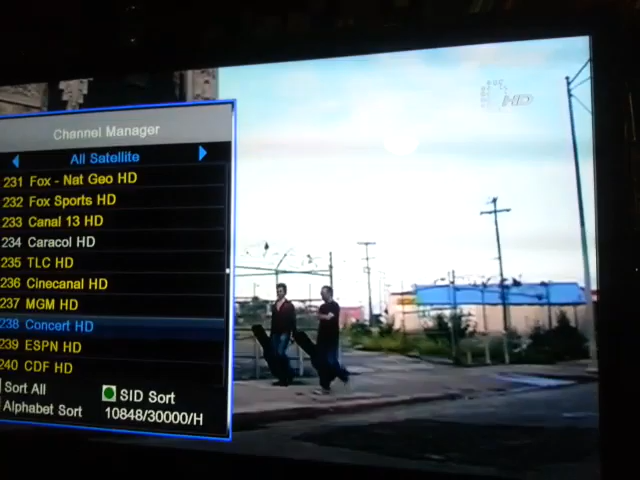 Channel Manager
All Satellite
231 Fox - Nat Geo HD
232 Fox Sports HD
233 Canal 13 HD
234 Caracol HD
235 TLC HD
236 Cinecanal HD
237 MGM HD
238 Concert HD
239 ESPN HD
240 CDF HD
Sort All
SID Sort
Alphabet Sort
10848/30000/H
HD